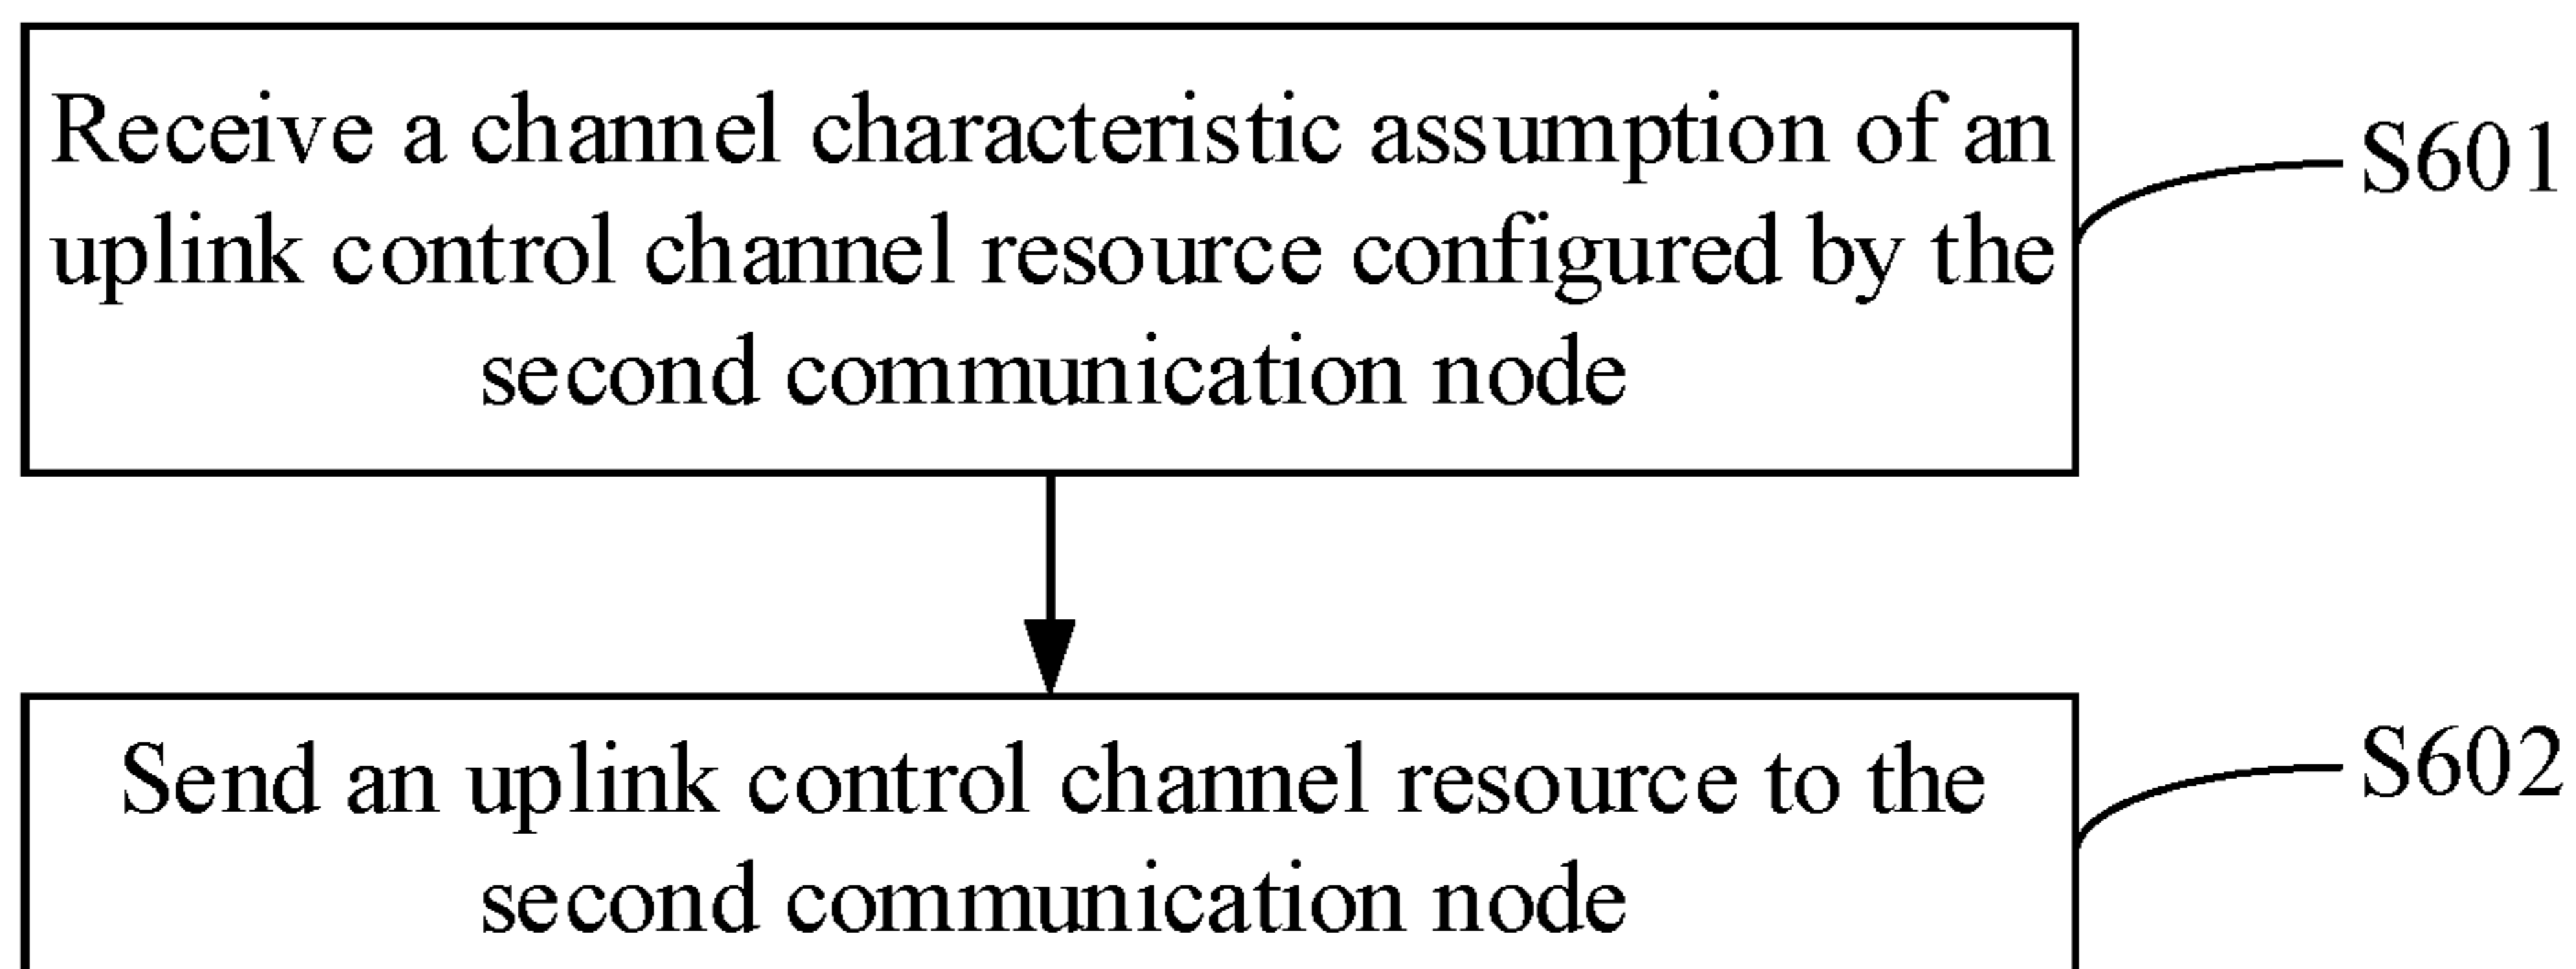 Receive a channel characteristic assumption of an
uplink control channel resource configured by the
second communication node
S601
Send an uplink control channel resource to the
second communication node
S602